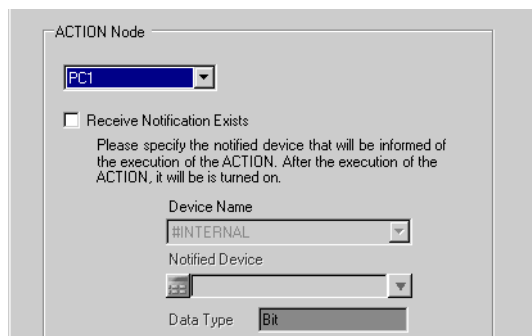 ACTION Node
PC1
Receive Notification Exists
Please specify the notified device that will be informed of
the execution of the ACTION. After the execution of the
ACTION, it will be is turned on.
Device Name
#INTERNAL
Notified Device
Data Type Bit